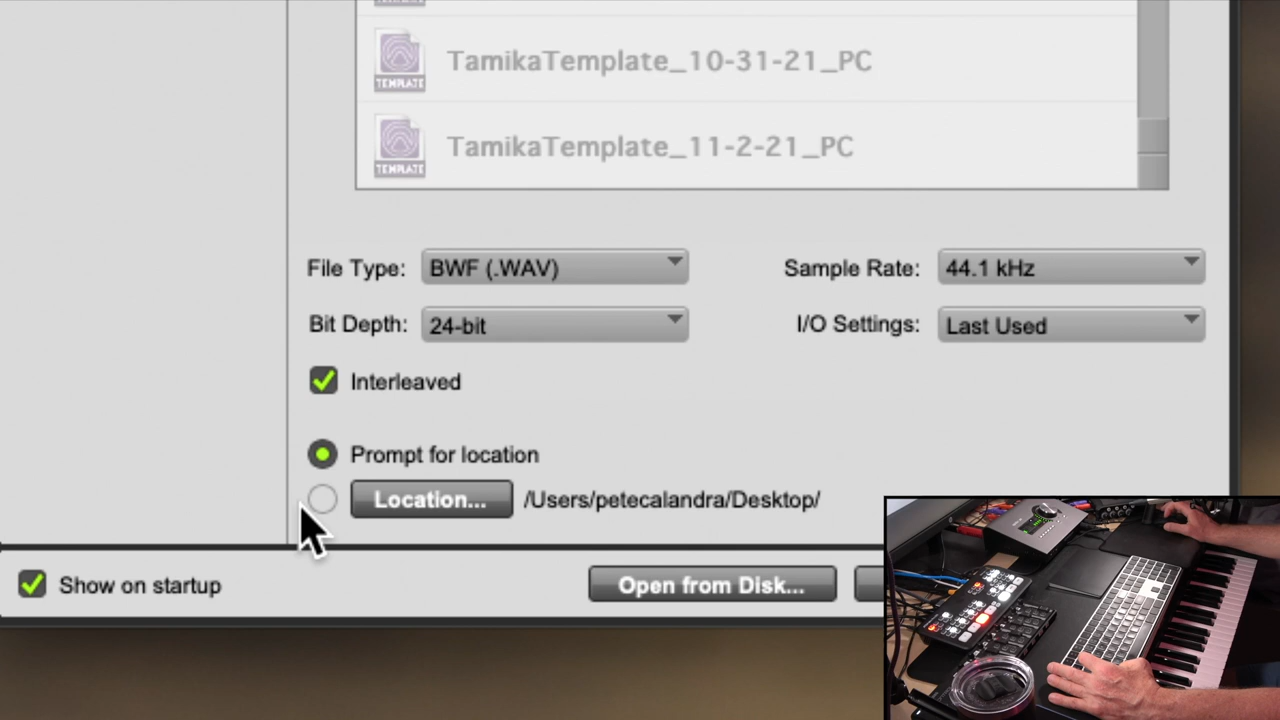 TEMPLATE
TamikaTemplate_10-31-21_PC
TEMPLATE
TamikaTemplate_11-2-21_PC
File Type: BWF (.WAV)
Sample Rate: 44.1 kHz
Bit Depth: 24-bit
I/O Settings: Last Used
Interleaved
Prompt for location
Location... /Users/petecalandra/Desktop/
Show on startup
Open from Disk...